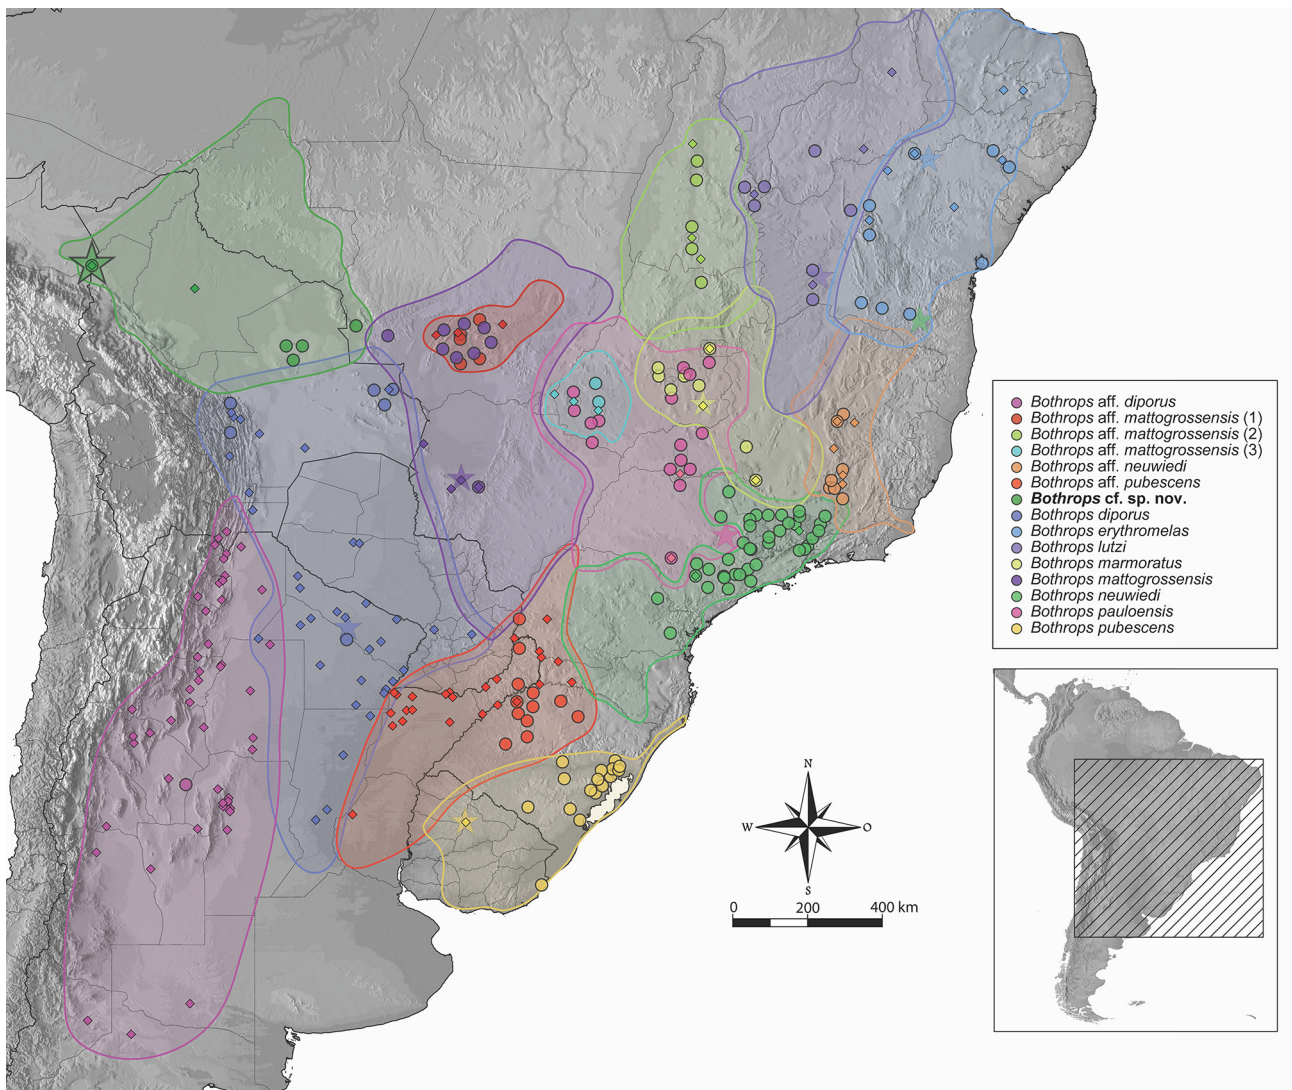 Bothrops aff. diporus
Bothrops aff. mattogrossensis (1)
Bothrops aff. mattogrossensis (2)
Bothrops aff. mattogrossensis (3)
Bothrops aff. neuwiedi
Bothrops aff. pubescens
Bothrops cf. sp. nov.
Bothrops diporus
Bothrops erythromelas
Bothrops lutzi
Bothrops marmoratus
Bothrops mattogrossensis
Bothrops neuwiedi
Bothrops pauloensis
Bothrops pubescens
N
W O
S
0 200 400 km